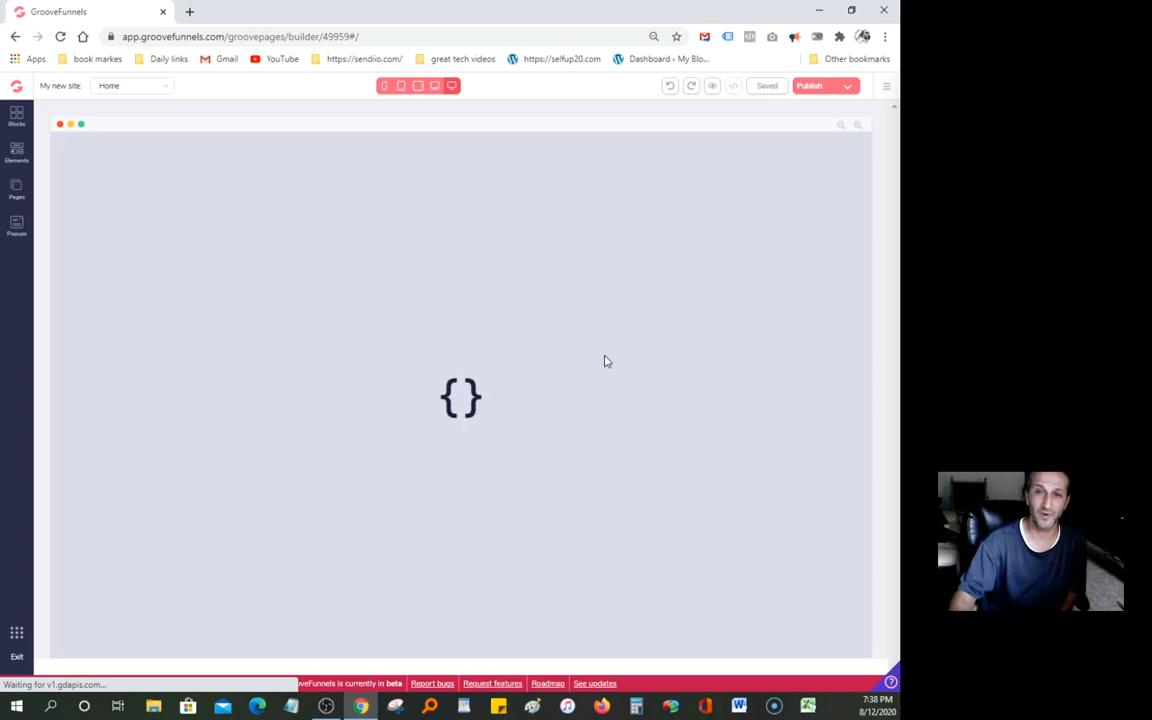 GrooveFunnels
app.groovefunnels.com/groovepages/builder/49959#/
Apps
book markes
Daily links
Gmail
YouTube
https://sendiio.com/
great tech videos
https://selfup20.com
Dashboard ‹ My Blo...
Other bookmarks
My new site:
Home
Saved
Publish
Blocks
Elements
Pages
Popups
{}
Exit
Waiting for v1.gdapis.com...
ooveFunnels is currently in beta
Report bugs
Request features
Roadmap
See updates
7:38 PM
8/12/2020